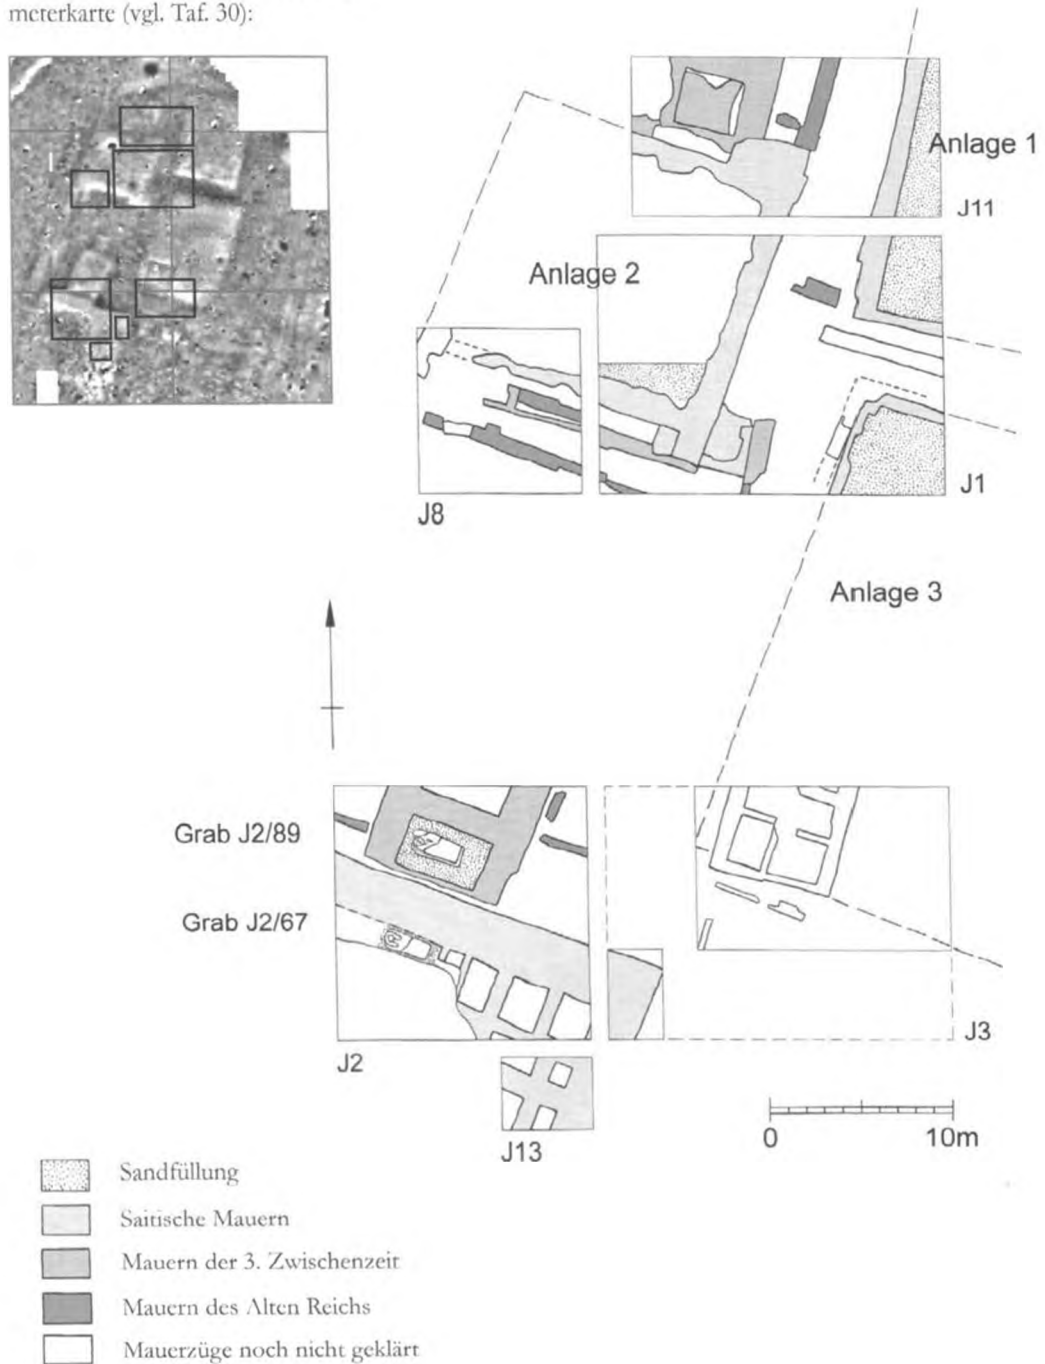 meterkarte (vgl. Taf. 30):
Anlage 1
J11
Anlage 2
J8
J1
Anlage 3
Grab J2/89
Grab J2/67
J2
J3
J13
0 10m
Sandfüllung
Saitische Mauern
Mauern der 3. Zwischenzeit
Mauern des Alten Reichs
Mauerzüge noch nicht geklärt